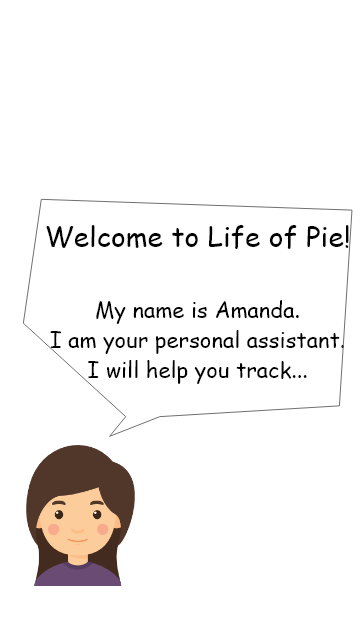 Welcome to Life of Pie!
My name is Amanda.
I am your personal assistant.
I will help you track...